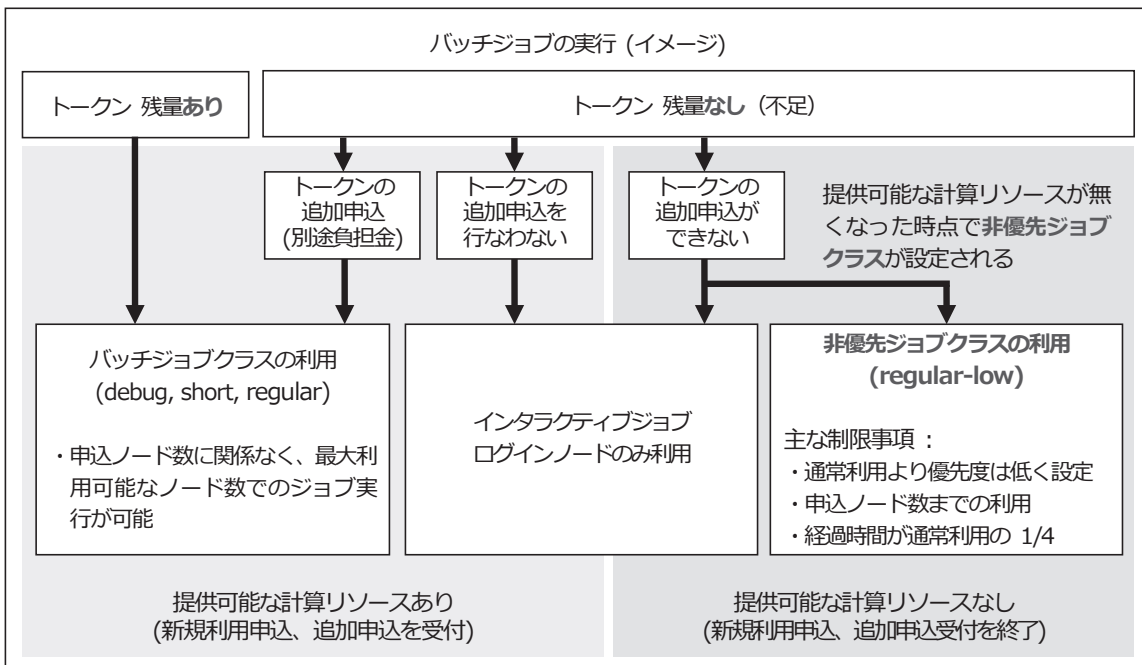 バッチジョブの実行 (イメージ)
トークン 残量あり
トークン 残量なし (不足)
トークンの
追加申込
(別途負担金)
トークンの
追加申込を
行なわない
トークンの
追加申込が
できない
提供可能な計算リソースが無
くなった時点で非優先ジョブ
クラスが設定される
バッチジョブクラスの利用
(debug, short, regular)
・申込ノード数に関係なく、最大利
用可能なノード数でのジョブ実
行が可能
インタラクティブジョブ
ログインノードのみ利用
非優先ジョブクラスの利用
(regular-low)
主な制限事項 :
・通常利用より優先度は低く設定
・申込ノード数までの利用
・経過時間が通常利用の 1/4
提供可能な計算リソースあり
(新規利用申込、追加申込を受付)
提供可能な計算リソースなし
(新規利用申込、追加申込受付を終了)